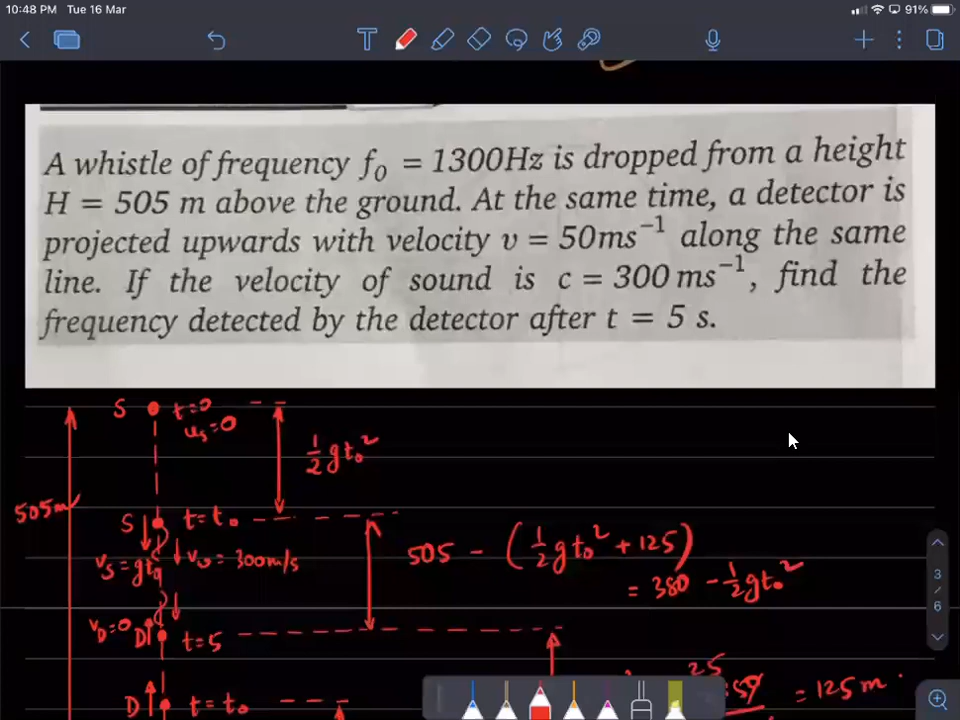 10:48 PM Tue 16 Mar
91%
A whistle of frequency f₀ = 1300Hz is dropped from a height
H = 505 m above the ground. At the same time, a detector is
projected upwards with velocity v = 50ms⁻¹ along the same
line. If the velocity of sound is c = 300 ms⁻¹, find the
frequency detected by the detector after t = 5 s.
S t=0
uₛ=0
½gt₀²
505m
S t=t₀
vₛ=gt₀ v_w=300m/s
505 - (½gt₀² + 125)
= 380 - ½gt₀²
v_D=0 D t=5
25
50 = 125m.
D t=t₀
3
/
6